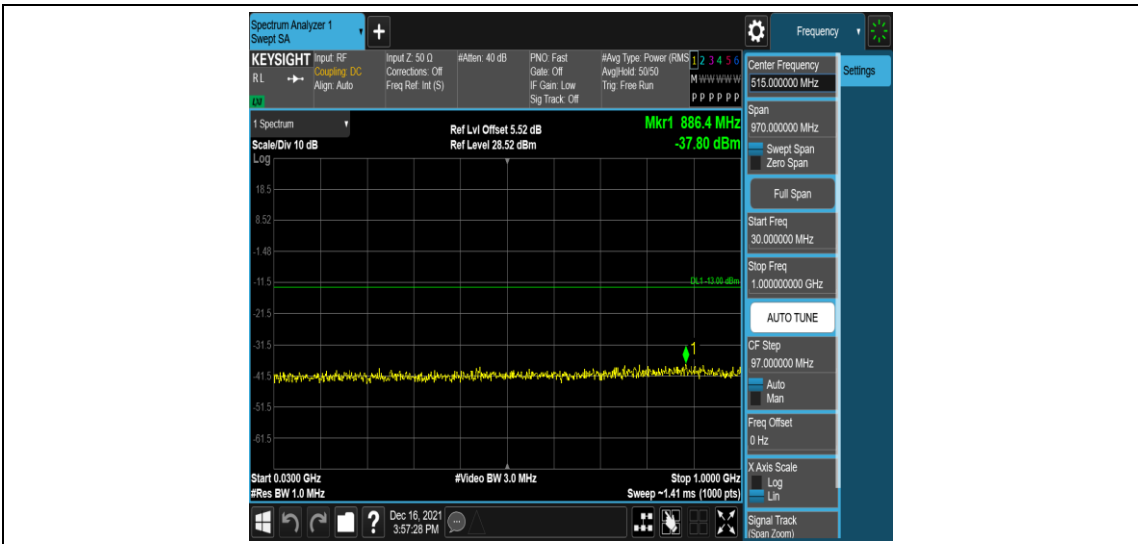 Spectrum Analyzer 1
Swept SA
+
Frequency
KEYSIGHT
RL
LXI
Input: RF
Coupling: DC
Align: Auto
Input Z: 50 Ω
Corrections: Off
Freq Ref: Int (S)
#Atten: 40 dB
PNO: Fast
Gate: Off
IF Gain: Low
Sig Track: Off
#Avg Type: Power (RMS
Avg|Hold: 50/50
Trig: Free Run
1 2 3 4 5 6
M W W W W W
P P P P P P
1 Spectrum
Scale/Div 10 dB
Log
Ref Lvl Offset 5.52 dB
Ref Level 28.52 dBm
Mkr1 886.4 MHz
-37.80 dBm
18.5
8.52
-1.48
-11.5
DL1 -13.00 dBm
-21.5
-31.5
1
-41.5
-51.5
-61.5
Start 0.0300 GHz
#Res BW 1.0 MHz
#Video BW 3.0 MHz
Stop 1.0000 GHz
Sweep ~1.41 ms (1000 pts)
?
Dec 16, 2021
3:57:28 PM
Center Frequency
515.000000 MHz
Settings
Span
970.000000 MHz
Swept Span
Zero Span
Full Span
Start Freq
30.000000 MHz
Stop Freq
1.000000000 GHz
AUTO TUNE
CF Step
97.000000 MHz
Auto
Man
Freq Offset
0 Hz
X Axis Scale
Log
Lin
Signal Track
(Span Zoom)